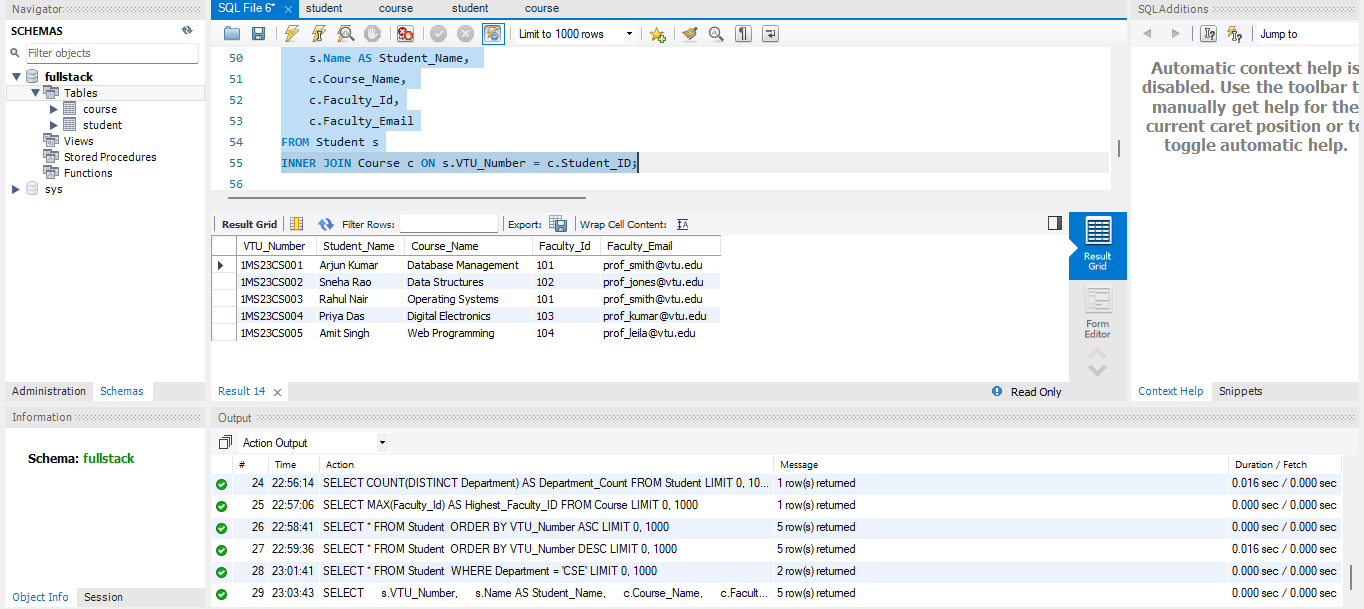 Navigator
SCHEMAS
Filter objects
fullstack
Tables
course
student
Views
Stored Procedures
Functions
sys
Administration Schemas
Information
Schema: fullstack
Object Info Session
SQL File 6* student course student course
Limit to 1000 rows
50 s.Name AS Student_Name,
51 c.Course_Name,
52 c.Faculty_Id,
53 c.Faculty_Email
54 FROM Student s
55 INNER JOIN Course c ON s.VTU_Number = c.Student_ID;
56
Result Grid Filter Rows: Export: Wrap Cell Content:
VTU_Number Student_Name Course_Name Faculty_Id Faculty_Email
1MS23CS001 Arjun Kumar Database Management 101 prof_smith@vtu.edu
1MS23CS002 Sneha Rao Data Structures 102 prof_jones@vtu.edu
1MS23CS003 Rahul Nair Operating Systems 101 prof_smith@vtu.edu
1MS23CS004 Priya Das Digital Electronics 103 prof_kumar@vtu.edu
1MS23CS005 Amit Singh Web Programming 104 prof_leila@vtu.edu
Result
Grid
Form
Editor
Result 14 Read Only
SQLAdditions
Jump to
Automatic context help is
disabled. Use the toolbar t
manually get help for the
current caret position or to
toggle automatic help.
Context Help Snippets
Output
Action Output
# Time Action Message Duration / Fetch
24 22:56:14 SELECT COUNT(DISTINCT Department) AS Department_Count FROM Student LIMIT 0, 10... 1 row(s) returned 0.016 sec / 0.000 sec
25 22:57:06 SELECT MAX(Faculty_Id) AS Highest_Faculty_ID FROM Course LIMIT 0, 1000 1 row(s) returned 0.000 sec / 0.000 sec
26 22:58:41 SELECT * FROM Student ORDER BY VTU_Number ASC LIMIT 0, 1000 5 row(s) returned 0.000 sec / 0.000 sec
27 22:59:36 SELECT * FROM Student ORDER BY VTU_Number DESC LIMIT 0, 1000 5 row(s) returned 0.016 sec / 0.000 sec
28 23:01:41 SELECT * FROM Student WHERE Department = 'CSE' LIMIT 0, 1000 2 row(s) returned 0.000 sec / 0.000 sec
29 23:03:43 SELECT s.VTU_Number, s.Name AS Student_Name, c.Course_Name, c.Facult... 5 row(s) returned 0.000 sec / 0.000 sec